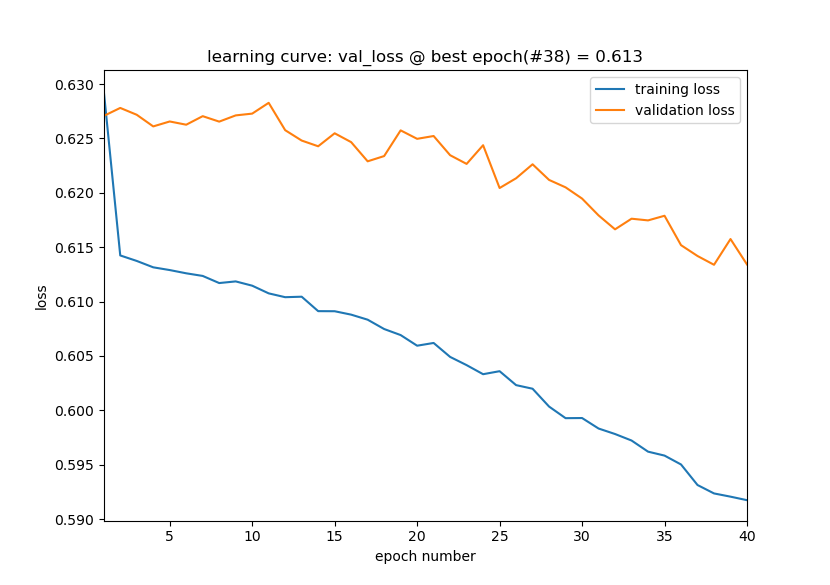 learning curve: val_loss @ best epoch(#38) = 0.613
training loss
validation loss
0.630
0.625
0.620
0.615
0.610
0.605
0.600
0.595
0.590
loss
5 10 15 20 25 30 35 40
epoch number